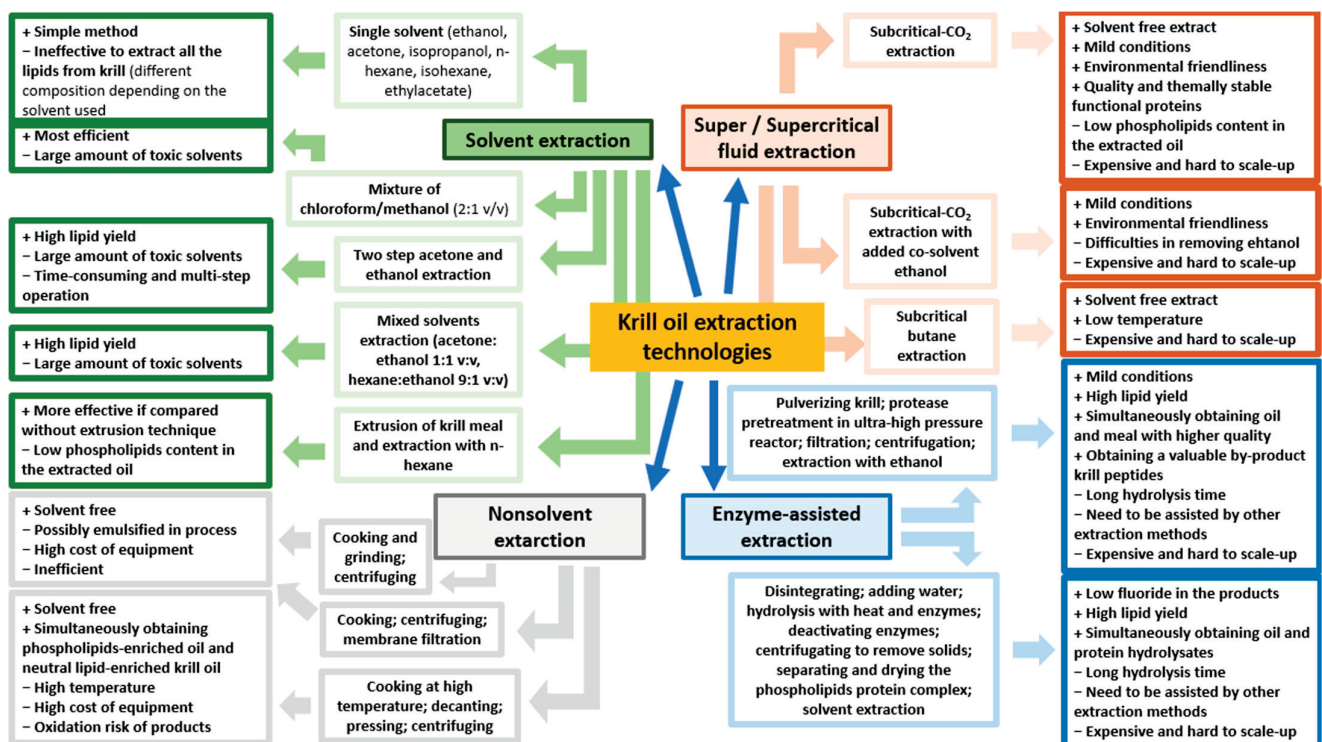 + Simple method
− Ineffective to extract all the
lipids from krill (different
composition depending on the
solvent used
Single solvent (ethanol,
acetone, isopropanol, n-
hexane, isohexane,
ethylacetate)
+ Most efficient
− Large amount of toxic solvents
Solvent extraction
Mixture of
chloroform/methanol (2:1 v/v)
+ High lipid yield
− Large amount of toxic solvents
− Time-consuming and multi-step
operation
Two step acetone and
ethanol extraction
+ High lipid yield
− Large amount of toxic solvents
Mixed solvents
extraction (acetone:
ethanol 1:1 v:v,
hexane:ethanol 9:1 v:v)
+ More effective if compared
without extrusion technique
− Low phospholipids content in
the extracted oil
Extrusion of krill meal
and extraction with n-
hexane
Krill oil extraction
technologies
Super / Supercritical
fluid extraction
Subcritical-CO₂
extraction
+ Solvent free extract
+ Mild conditions
+ Environmental friendliness
+ Quality and themally stable
functional proteins
− Low phospholipids content in
the extracted oil
− Expensive and hard to scale-up
Subcritical-CO₂
extraction with
added co-solvent
ethanol
+ Mild conditions
+ Environmental friendliness
− Difficulties in removing ehtanol
− Expensive and hard to scale-up
Subcritical
butane
extraction
+ Solvent free extract
+ Low temperature
− Expensive and hard to scale-up
Nonsolvent
extarction
+ Solvent free
− Possibly emulsified in process
− High cost of equipment
− Inefficient
Cooking and
grinding;
centrifuging
Cooking; centrifuging;
membrane filtration
+ Solvent free
+ Simultaneously obtaining
phospholipids-enriched oil and
neutral lipid-enriched krill oil
− High temperature
− High cost of equipment
− Oxidation risk of products
Cooking at high
temperature; decanting;
pressing; centrifuging
Enzyme-assisted
extraction
Pulverizing krill; protease
pretreatment in ultra-high pressure
reactor; filtration; centrifugation;
extraction with ethanol
+ Mild conditions
+ High lipid yield
+ Simultaneously obtaining oil
and meal with higher quality
+ Obtaining a valuable by-product
krill peptides
− Long hydrolysis time
− Need to be assisted by other
extraction methods
− Expensive and hard to scale-up
Disintegrating; adding water;
hydrolysis with heat and enzymes;
deactivating enzymes;
centrifugating to remove solids;
separating and drying the
phospholipids protein complex;
solvent extraction
+ Low fluoride in the products
+ High lipid yield
+ Simultaneously obtaining oil and
protein hydrolysates
− Long hydrolysis time
− Need to be assisted by other
extraction methods
− Expensive and hard to scale-up